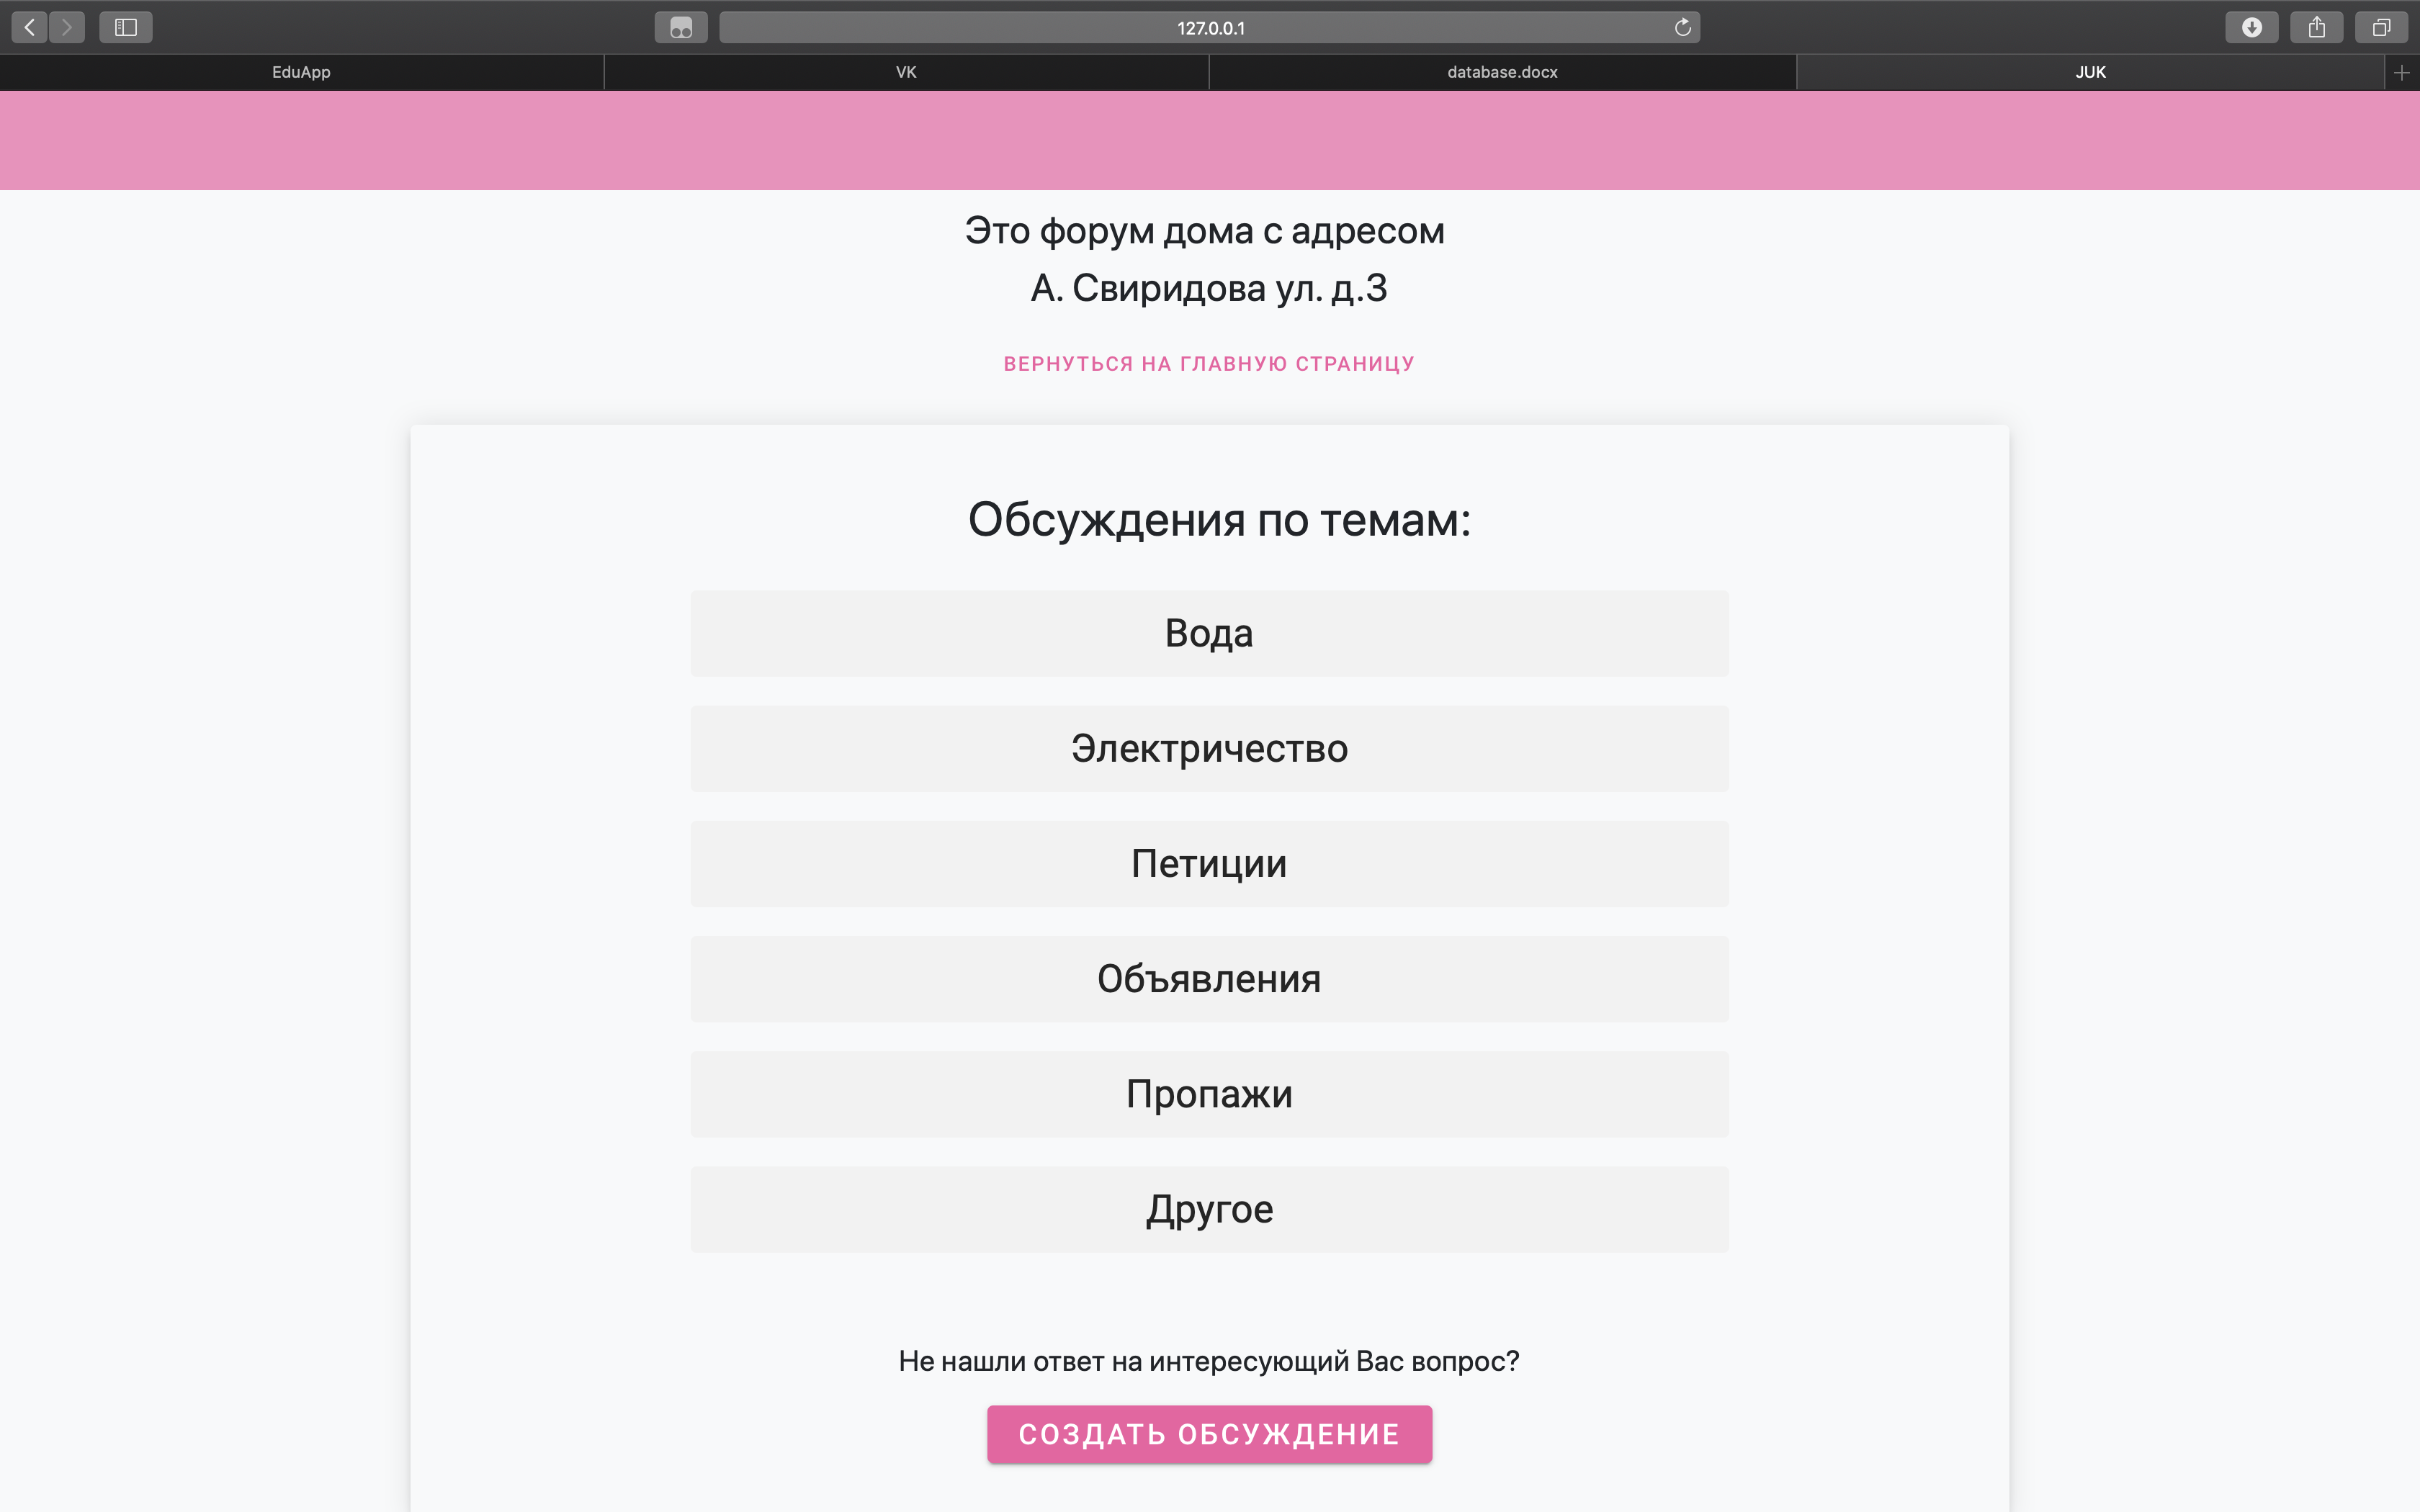 127.0.0.1
EduApp
VK
database.docx
JUK
Это форум дома с адресом
А. Свиридова ул. д.3
ВЕРНУТЬСЯ НА ГЛАВНУЮ СТРАНИЦУ
Обсуждения по темам:
Вода
Электричество
Петиции
Объявления
Пропажи
Другое
Не нашли ответ на интересующий Вас вопрос?
СОЗДАТЬ ОБСУЖДЕНИЕ